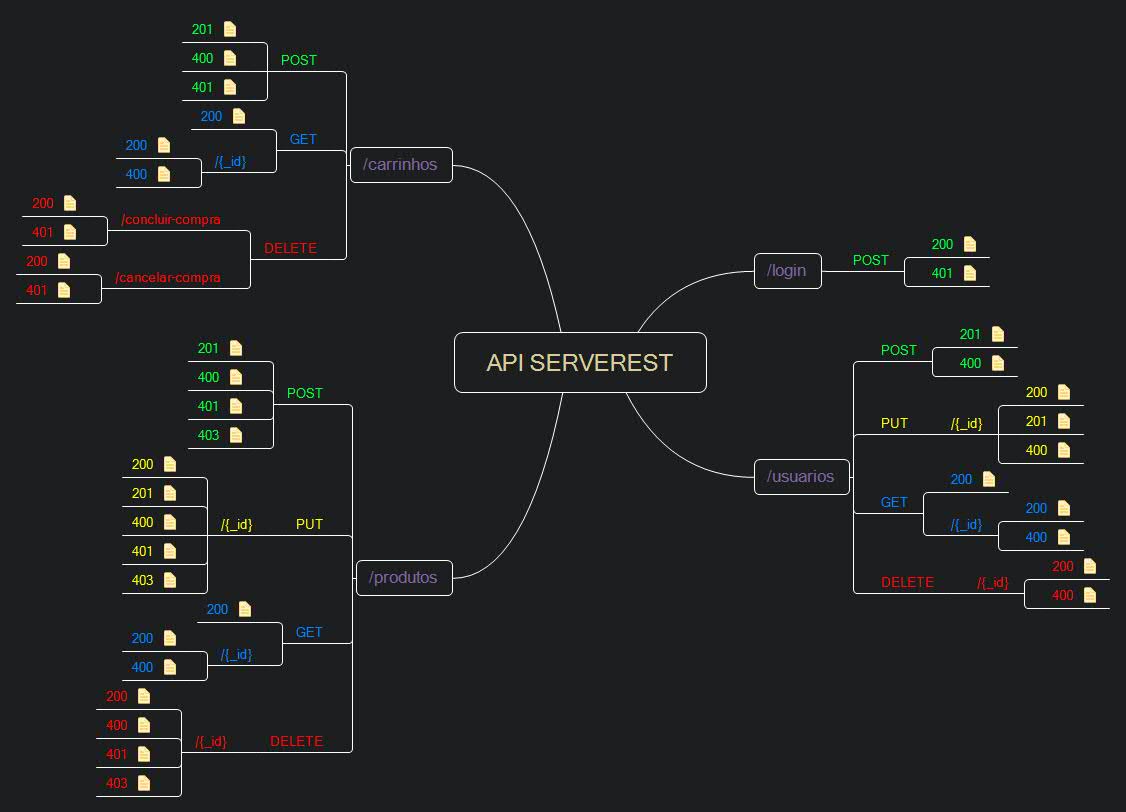 API SERVEREST
/carrinhos
POST
201
400
401
GET
200
/{_id}
200
400
DELETE
/concluir-compra
200
401
/cancelar-compra
200
401
/produtos
POST
201
400
401
403
PUT
/{_id}
200
201
400
401
403
GET
200
/{_id}
200
400
DELETE
/{_id}
200
400
401
403
/login
POST
200
401
/usuarios
POST
201
400
PUT
/{_id}
200
201
400
GET
200
/{_id}
200
400
DELETE
/{_id}
200
400